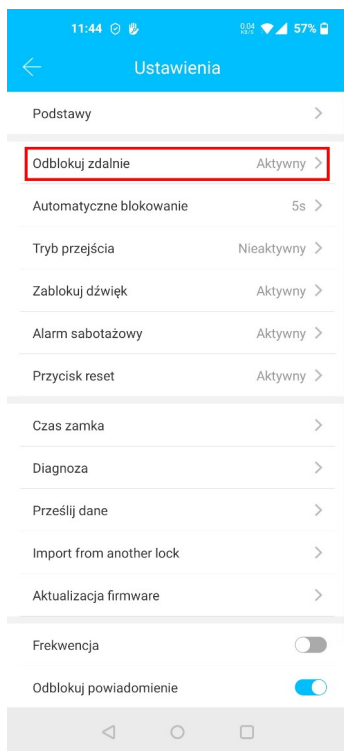 11:44 0.04 KB/S 57%
Ustawienia
Podstawy
Odblokuj zdalnie Aktywny
Automatyczne blokowanie 5s
Tryb przejścia Nieaktywny
Zablokuj dźwięk Aktywny
Alarm sabotażowy Aktywny
Przycisk reset Aktywny
Czas zamka
Diagnoza
Prześlij dane
Import from another lock
Aktualizacja firmware
Frekwencja
Odblokuj powiadomienie